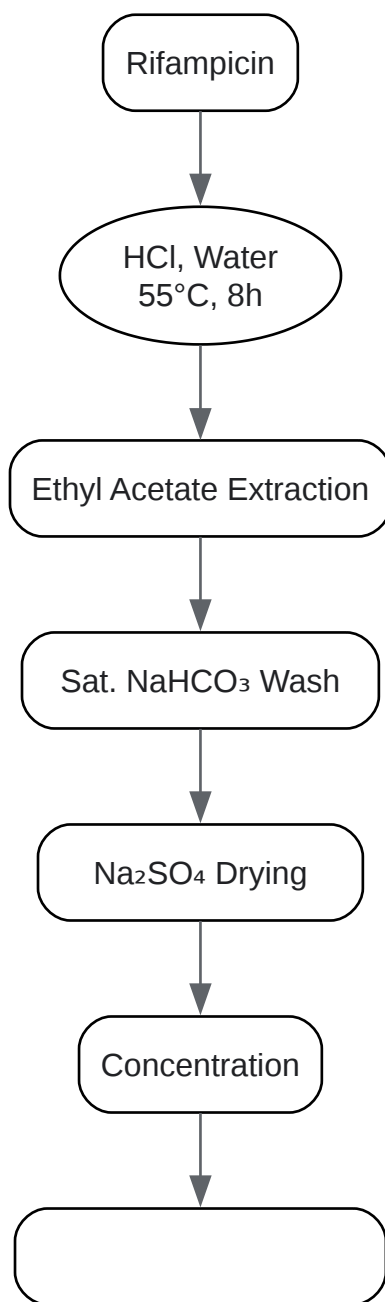 Rifampicin
HCl, Water
55°C, 8h
Ethyl Acetate Extraction
Sat. NaHCO₃ Wash
Na₂SO₄ Drying
Concentration